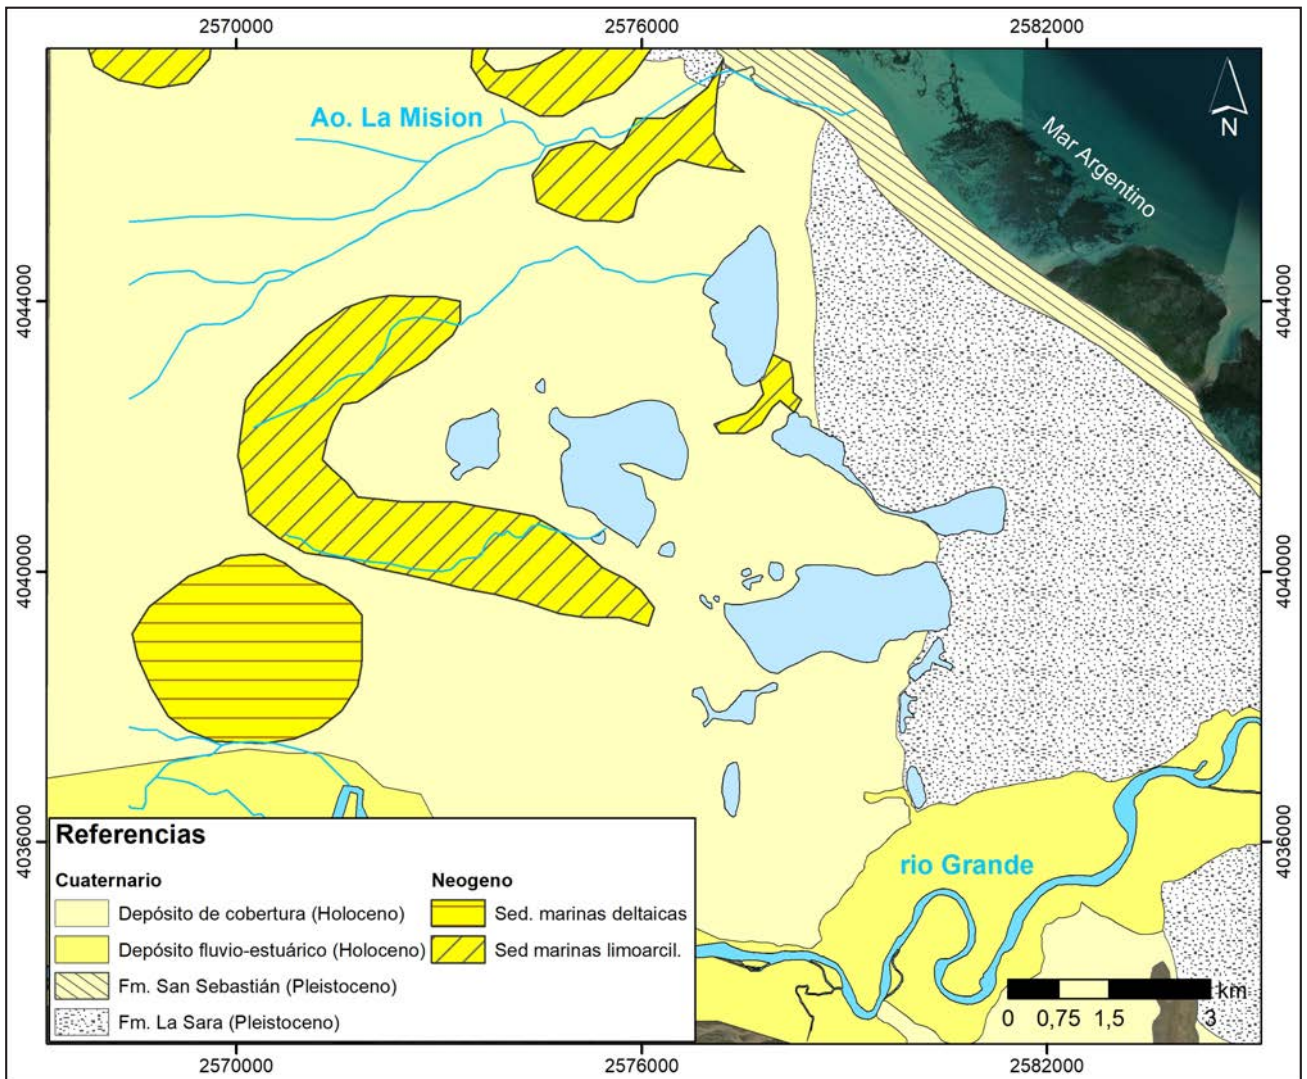 2570000
2576000
2582000
N
Ao. La Mision
Mar Argentino
4044000
4044000
4040000
4040000
4036000
4036000
rio Grande
Referencias
Cuaternario
Depósito de cobertura (Holoceno)
Depósito fluvio-estuárico (Holoceno)
Fm. San Sebastián (Pleistoceno)
Fm. La Sara (Pleistoceno)
Neogeno
Sed. marinas deltaicas
Sed marinas limoarcil.
km
0 0,75 1,5 3
2570000
2576000
2582000